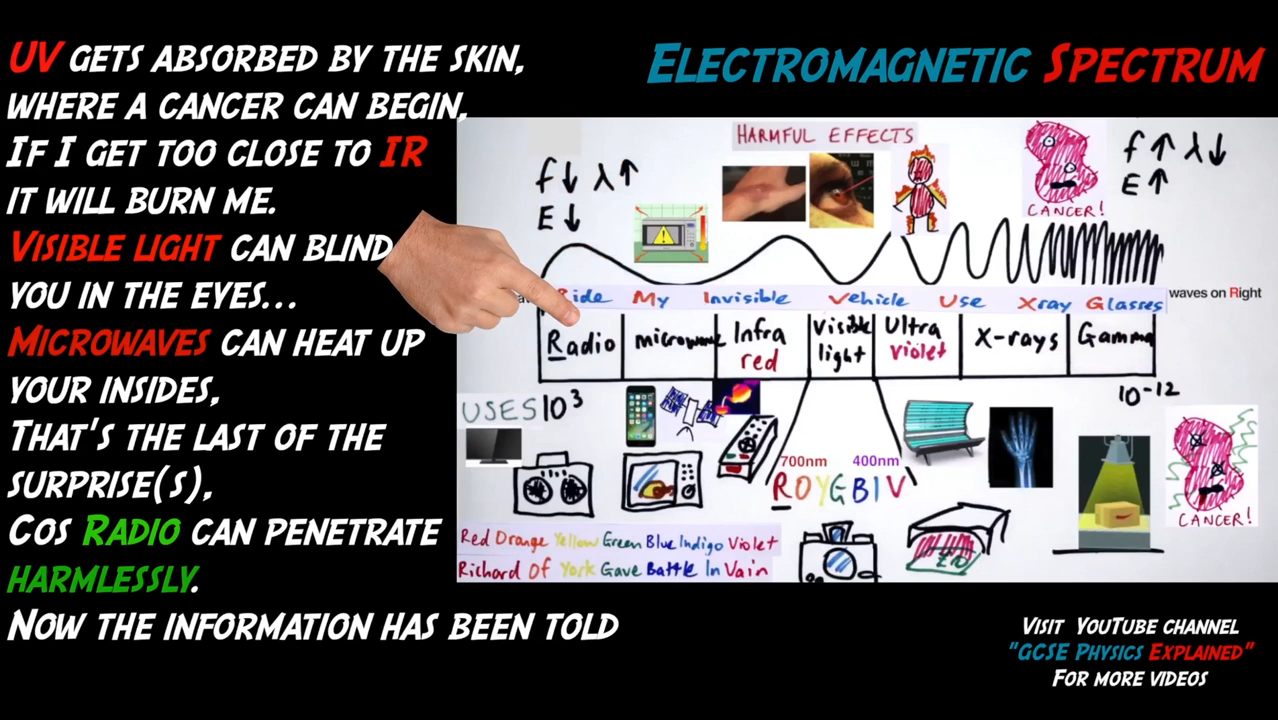 UV GETS ABSORBED BY THE SKIN,
WHERE A CANCER CAN BEGIN,
IF I GET TOO CLOSE TO IR
IT WILL BURN ME.
VISIBLE LIGHT CAN BLIND
YOU IN THE EYES...
MICROWAVES CAN HEAT UP
YOUR INSIDES,
THAT'S THE LAST OF THE
SURPRISE(S),
COS RADIO CAN PENETRATE
HARMLESSLY.
NOW THE INFORMATION HAS BEEN TOLD
ELECTROMAGNETIC SPECTRUM
HARMFUL EFFECTS
f↓ λ↑
E↓
f↑ λ↓
E↑
CANCER!
Ride My Invisible Vehicle Use Xray Glasses
waves on Right
Radio microwave Infra red Visible light Ultra violet X-rays Gamma
USES 10³
10⁻¹²
700nm 400nm
ROYGBIV
CANCER!
Red Orange Yellow Green Blue Indigo Violet
Richard Of York Gave Battle In Vain
VISIT YOUTUBE CHANNEL
"GCSE PHYSICS EXPLAINED"
FOR MORE VIDEOS